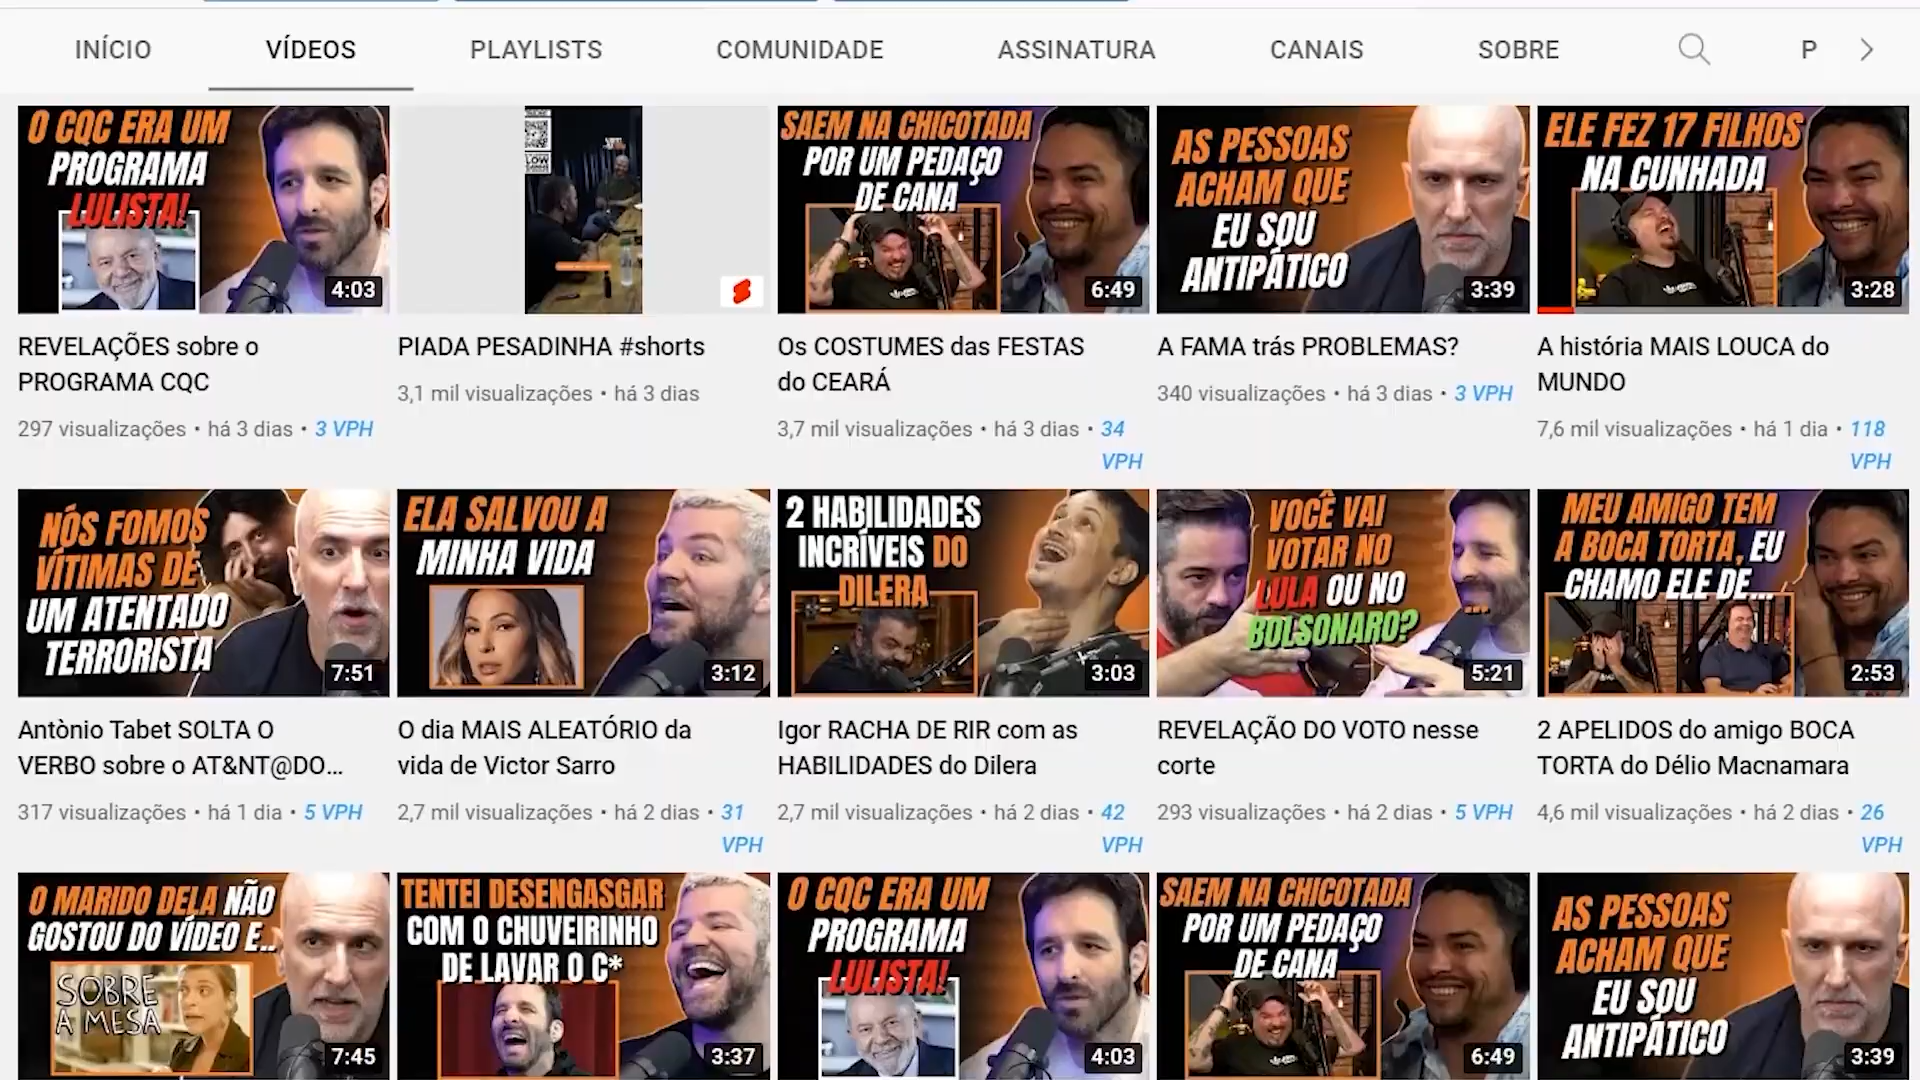 INÍCIO
VÍDEOS
PLAYLISTS
COMUNIDADE
ASSINATURA
CANAIS
SOBRE
P
O CQC ERA UM
PROGRAMA
LULISTA!
4:03
REVELAÇÕES sobre o
PROGRAMA CQC
297 visualizações • há 3 dias • 3 VPH
LOW
PIADA PESADINHA #shorts
3,1 mil visualizações • há 3 dias
SAEM NA CHICOTADA
POR UM PEDAÇO
DE CANA
6:49
Os COSTUMES das FESTAS
do CEARÁ
3,7 mil visualizações • há 3 dias • 34
VPH
AS PESSOAS
ACHAM QUE
EU SOU
ANTIPÁTICO
3:39
A FAMA trás PROBLEMAS?
340 visualizações • há 3 dias • 3 VPH
ELE FEZ 17 FILHOS
NA CUNHADA
3:28
A história MAIS LOUCA do
MUNDO
7,6 mil visualizações • há 1 dia • 118
VPH
NÓS FOMOS
VÍTIMAS DE
UM ATENTADO
TERRORISTA
7:51
Antònio Tabet SOLTA O
VERBO sobre o AT&NT@DO...
317 visualizações • há 1 dia • 5 VPH
ELA SALVOU A
MINHA VIDA
3:12
O dia MAIS ALEATÓRIO da
vida de Victor Sarro
2,7 mil visualizações • há 2 dias • 31
VPH
2 HABILIDADES
INCRÍVEIS DO
DILERA
3:03
Igor RACHA DE RIR com as
HABILIDADES do Dilera
2,7 mil visualizações • há 2 dias • 42
VPH
VOCÊ VAI
VOTAR NO
LULA OU NO
BOLSONARO?
...
5:21
REVELAÇÃO DO VOTO nesse
corte
293 visualizações • há 2 dias • 5 VPH
MEU AMIGO TEM
A BOCA TORTA, EU
CHAMO ELE DE...
2:53
2 APELIDOS do amigo BOCA
TORTA do Délio Macnamara
4,6 mil visualizações • há 2 dias • 26
VPH
O MARIDO DELA NÃO
GOSTOU DO VÍDEO E...
SOBRE
A MESA
7:45
TENTEI DESENGASGAR
COM O CHUVEIRINHO
DE LAVAR O C*
3:37
O CQC ERA UM
PROGRAMA
LULISTA!
4:03
SAEM NA CHICOTADA
POR UM PEDAÇO
DE CANA
6:49
AS PESSOAS
ACHAM QUE
EU SOU
ANTIPÁTICO
3:39